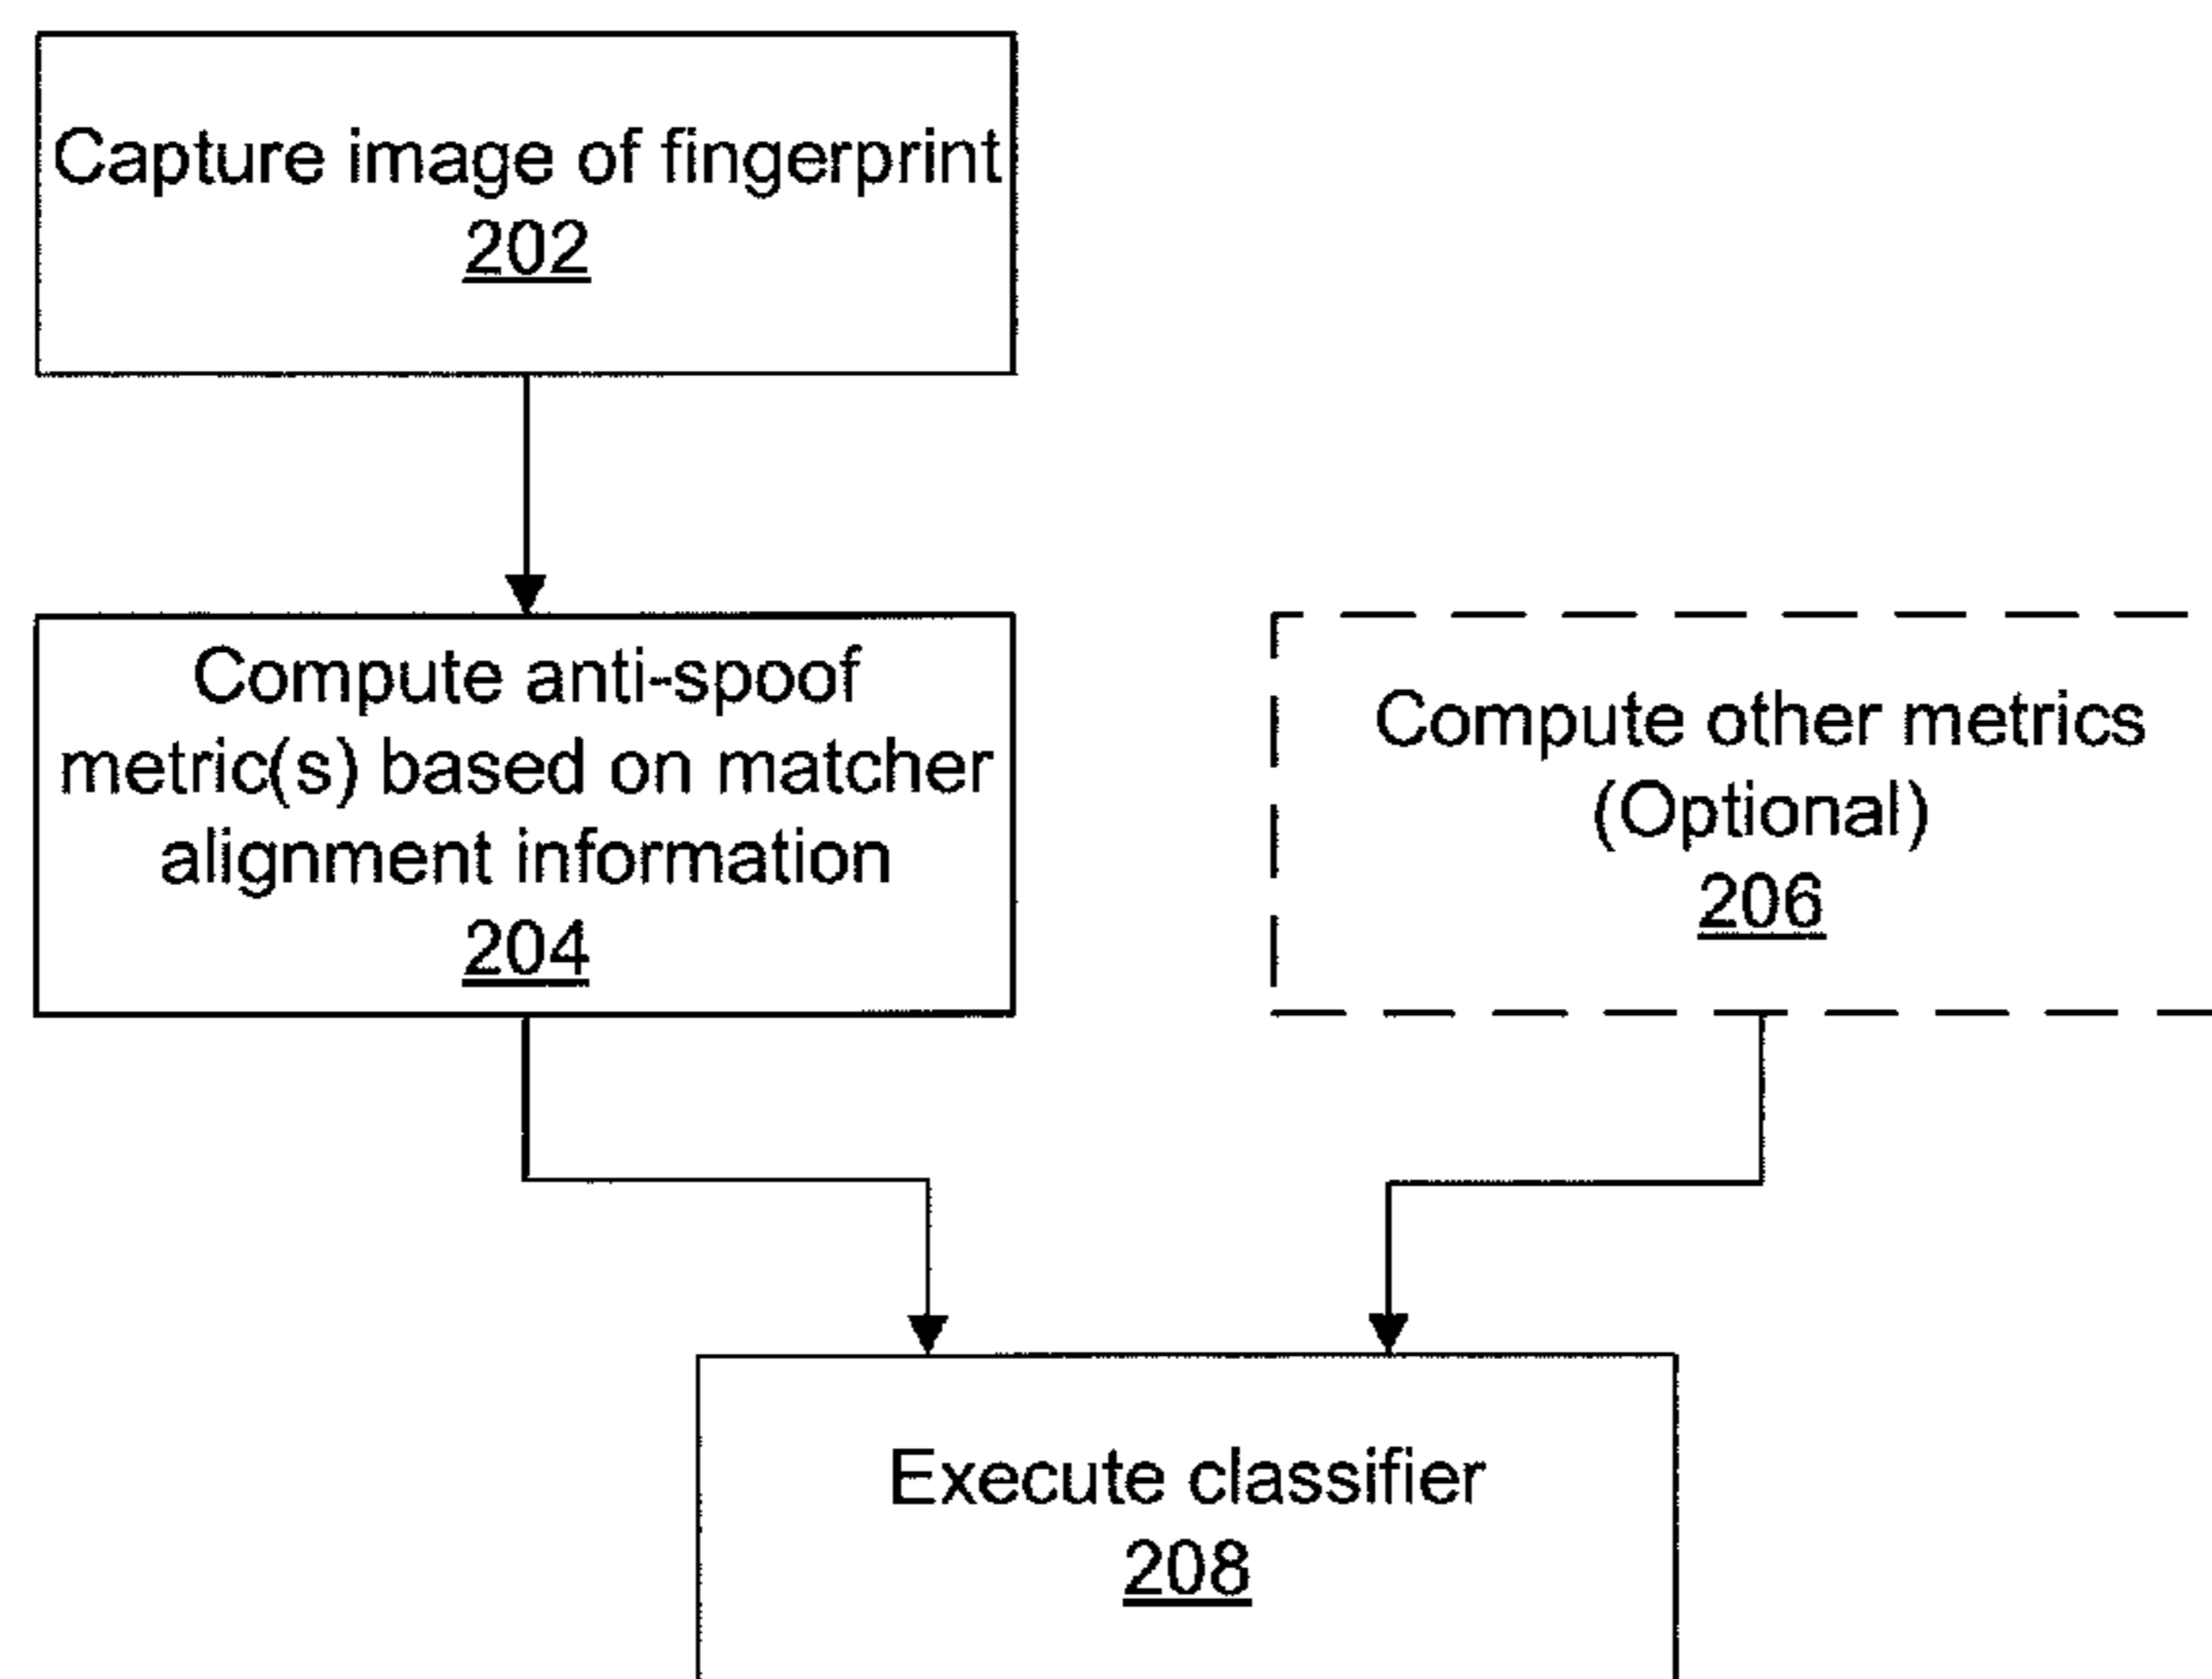 Capture image of fingerprint
202
Compute anti-spoof
metric(s) based on matcher
alignment information
204
Compute other metrics
(Optional)
206
Execute classifier
208